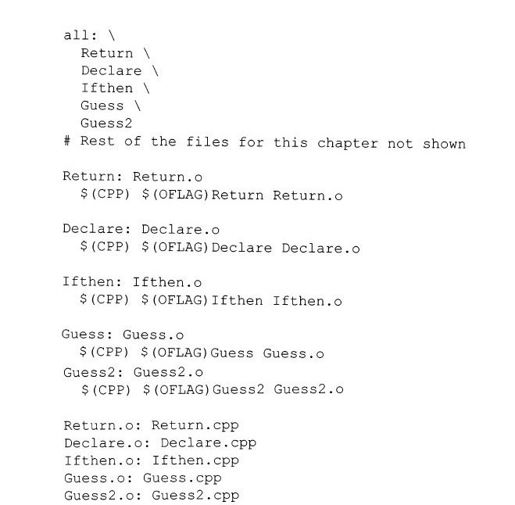 all: \
  Return \
  Declare \
  Ifthen \
  Guess \
  Guess2
# Rest of the files for this chapter not shown

Return: Return.o
  $(CPP) $(OFLAG)Return Return.o

Declare: Declare.o
  $(CPP) $(OFLAG)Declare Declare.o

Ifthen: Ifthen.o
  $(CPP) $(OFLAG)Ifthen Ifthen.o

Guess: Guess.o
  $(CPP) $(OFLAG)Guess Guess.o
Guess2: Guess2.o
  $(CPP) $(OFLAG)Guess2 Guess2.o

Return.o: Return.cpp
Declare.o: Declare.cpp
Ifthen.o: Ifthen.cpp
Guess.o: Guess.cpp
Guess2.o: Guess2.cpp